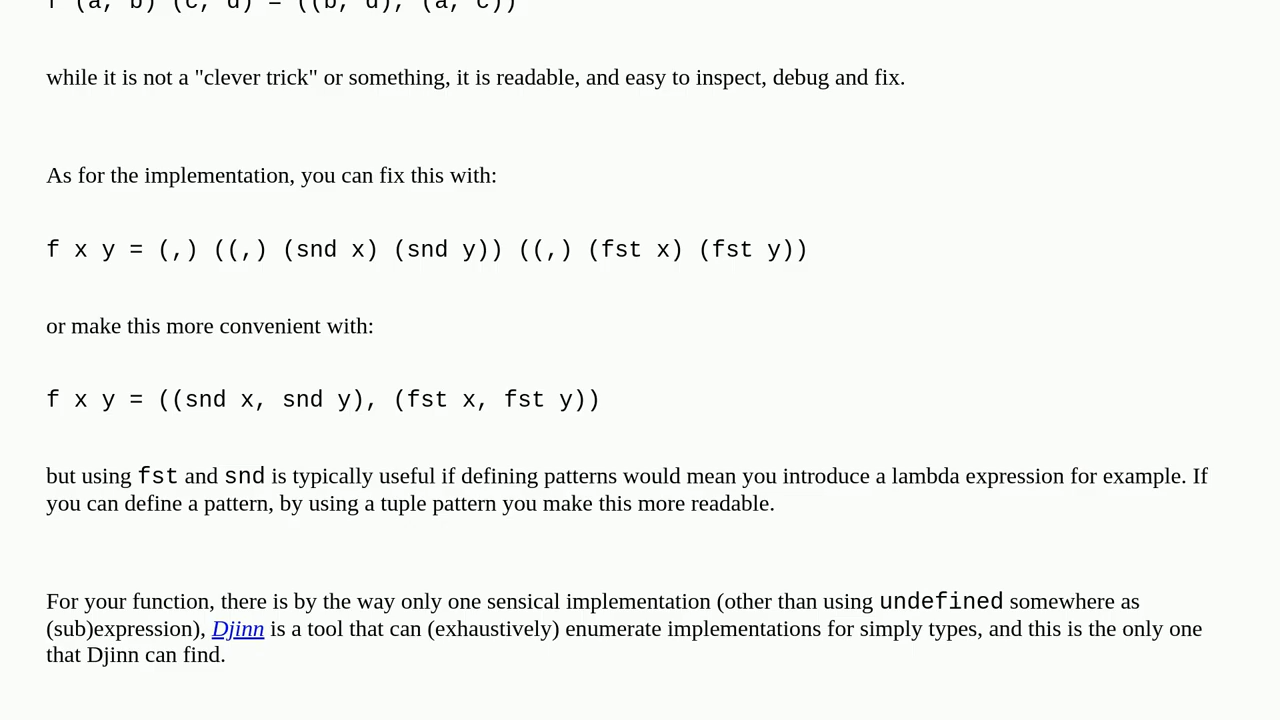 f (a, b) (c, d) = ((b, d), (a, c))
while it is not a "clever trick" or something, it is readable, and easy to inspect, debug and fix.
As for the implementation, you can fix this with:
f x y = (,) ((,) (snd x) (snd y)) ((,) (fst x) (fst y))
or make this more convenient with:
f x y = ((snd x, snd y), (fst x, fst y))
but using fst and snd is typically useful if defining patterns would mean you introduce a lambda expression for example. If
you can define a pattern, by using a tuple pattern you make this more readable.
For your function, there is by the way only one sensical implementation (other than using undefined somewhere as
(sub)expression), Djinn is a tool that can (exhaustively) enumerate implementations for simply types, and this is the only one
that Djinn can find.